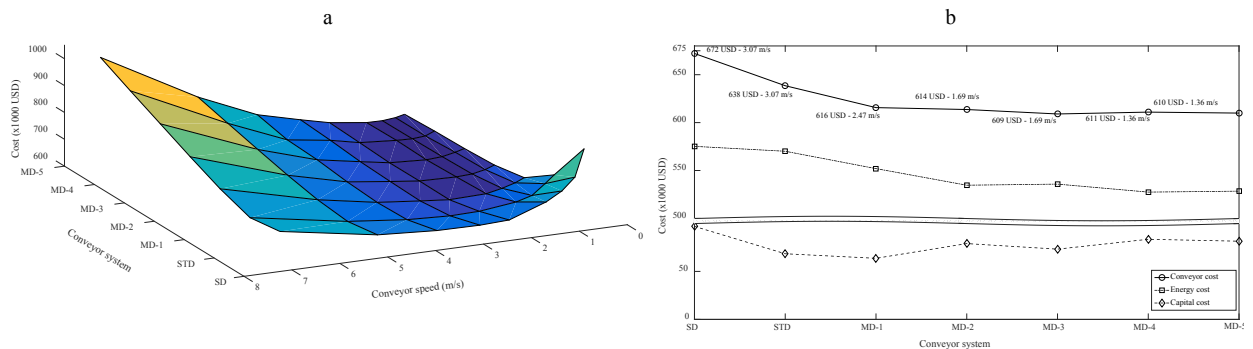 a
1000
900
800
700
600
Cost (x1000 USD)
MD-5
MD-4
MD-3
MD-2
MD-1
STD
SD
Conveyor system
8
7
6
5
4
3
2
1
0
Conveyor speed (m/s)
b
675
650
600
550
500
50
0
Cost (x1000 USD)
672 USD - 3.07 m/s
638 USD - 3.07 m/s
616 USD - 2.47 m/s
614 USD - 1.69 m/s
609 USD - 1.69 m/s
611 USD - 1.36 m/s
610 USD - 1.36 m/s
Conveyor cost
Energy cost
Capital cost
SD
STD
MD-1
MD-2
MD-3
MD-4
MD-5
Conveyor system